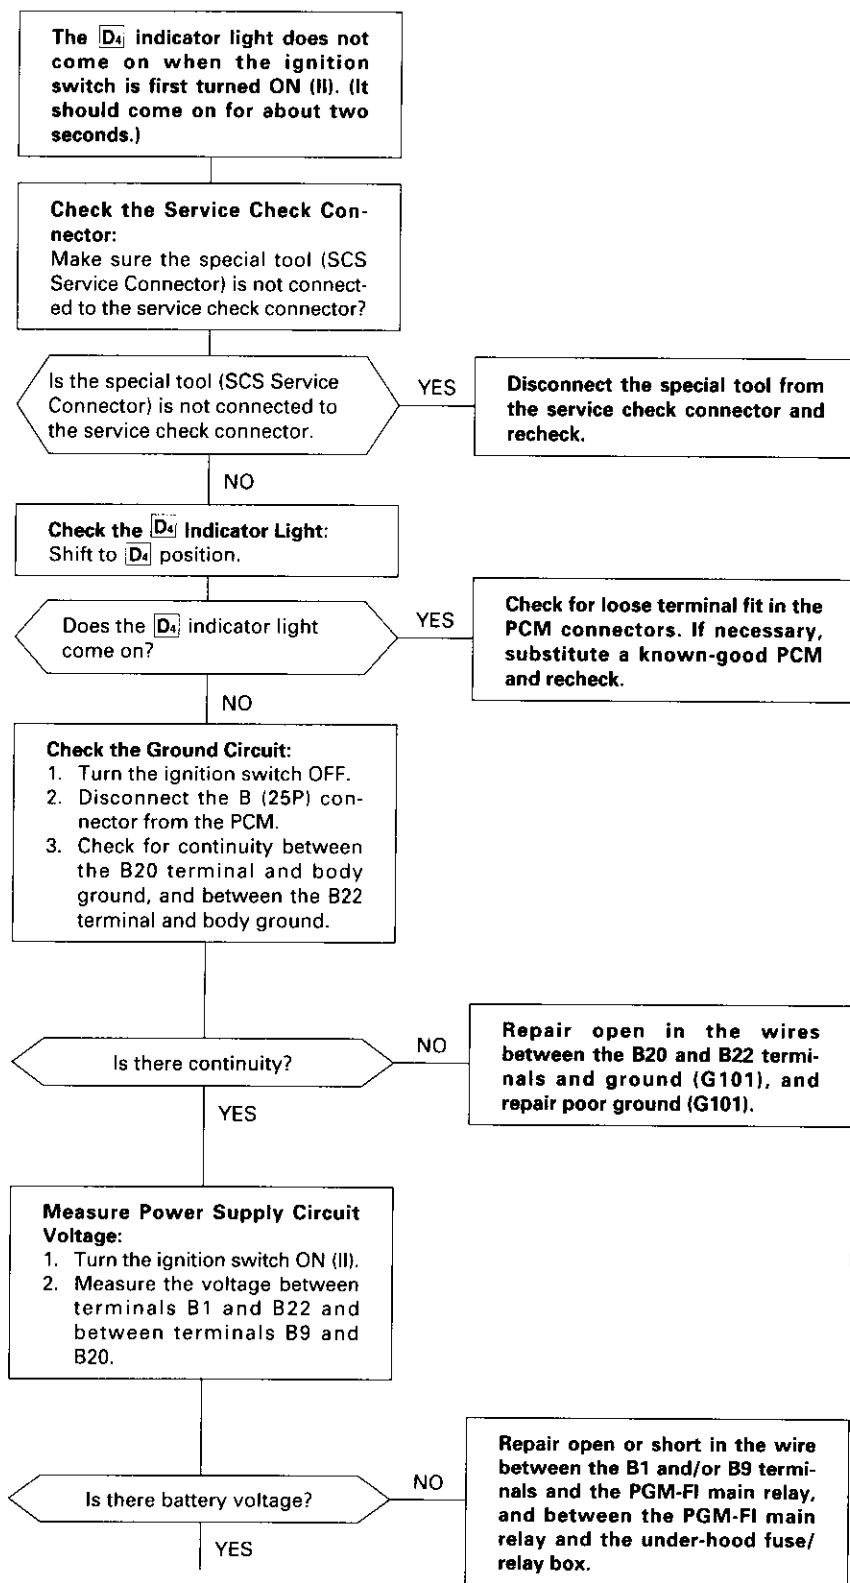 The D4 indicator light does not
come on when the ignition
switch is first turned ON (II). (It
should come on for about two
seconds.)
Check the Service Check Con-
nector:
Make sure the special tool (SCS
Service Connector) is not connect-
ed to the service check connector?
Is the special tool (SCS Service
Connector) is not connected to
the service check connector.
YES
Disconnect the special tool from
the service check connector and
recheck.
NO
Check the D4 Indicator Light:
Shift to D4 position.
Does the D4 indicator light
come on?
YES
Check for loose terminal fit in the
PCM connectors. If necessary,
substitute a known-good PCM
and recheck.
NO
Check the Ground Circuit:
1. Turn the ignition switch OFF.
2. Disconnect the B (25P) con-
nector from the PCM.
3. Check for continuity between
the B20 terminal and body
ground, and between the B22
terminal and body ground.
Is there continuity?
NO
Repair open in the wires
between the B20 and B22 termi-
nals and ground (G101), and
repair poor ground (G101).
YES
Measure Power Supply Circuit
Voltage:
1. Turn the ignition switch ON (II).
2. Measure the voltage between
terminals B1 and B22 and
between terminals B9 and
B20.
Is there battery voltage?
NO
Repair open or short in the wire
between the B1 and/or B9 termi-
nals and the PGM-FI main relay,
and between the PGM-FI main
relay and the under-hood fuse/
relay box.
YES